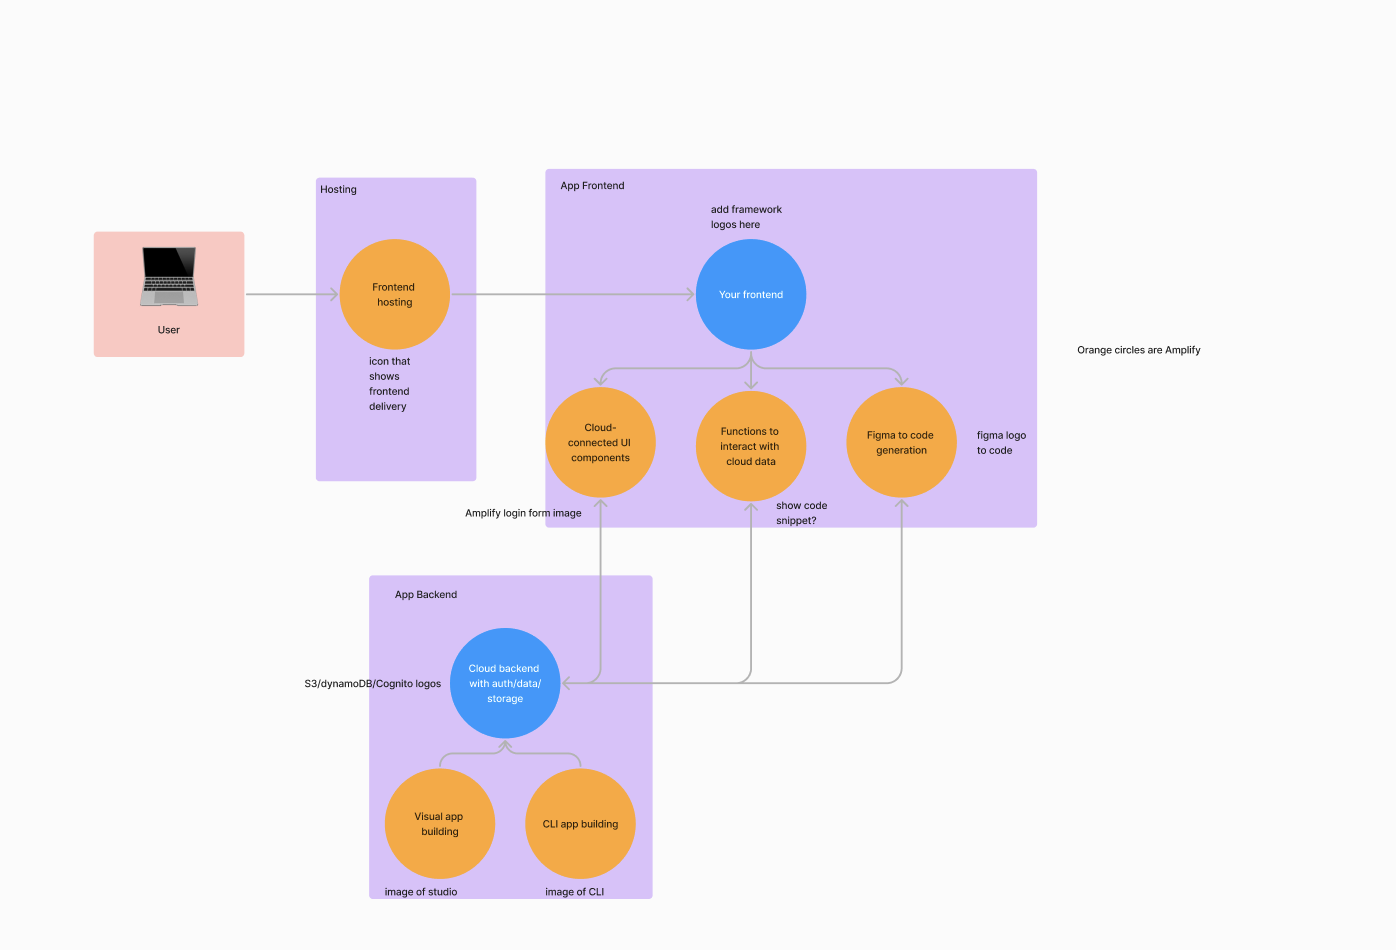 Hosting
App Frontend
add framework
logos here
Frontend
hosting
Your frontend
User
icon that
shows
frontend
delivery
Orange circles are Amplify
Cloud-
connected UI
components
Functions to
interact with
cloud data
Figma to code
generation
figma logo
to code
Amplify login form image
show code
snippet?
App Backend
S3/dynamoDB/Cognito logos
Cloud backend
with auth/data/
storage
Visual app
building
CLI app building
image of studio
image of CLI